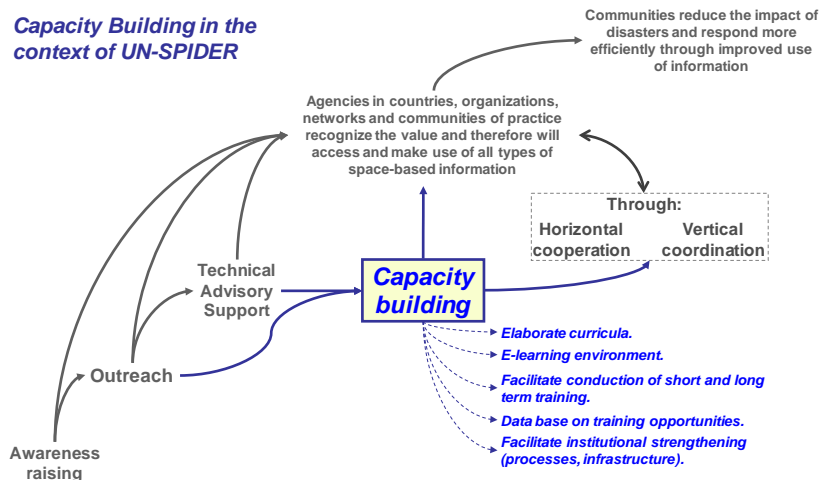 Capacity Building in the
context of UN-SPIDER
Communities reduce the impact of
disasters and respond more
efficiently through improved use
of information
Agencies in countries, organizations,
networks and communities of practice
recognize the value and therefore will
access and make use of all types of
space-based information
Through:
Horizontal
cooperation
Vertical
coordination
Technical
Advisory
Support
Capacity
building
Outreach
Awareness
raising
Elaborate curricula.
E-learning environment.
Facilitate conduction of short and long
term training.
Data base on training opportunities.
Facilitate institutional strengthening
(processes, infrastructure).